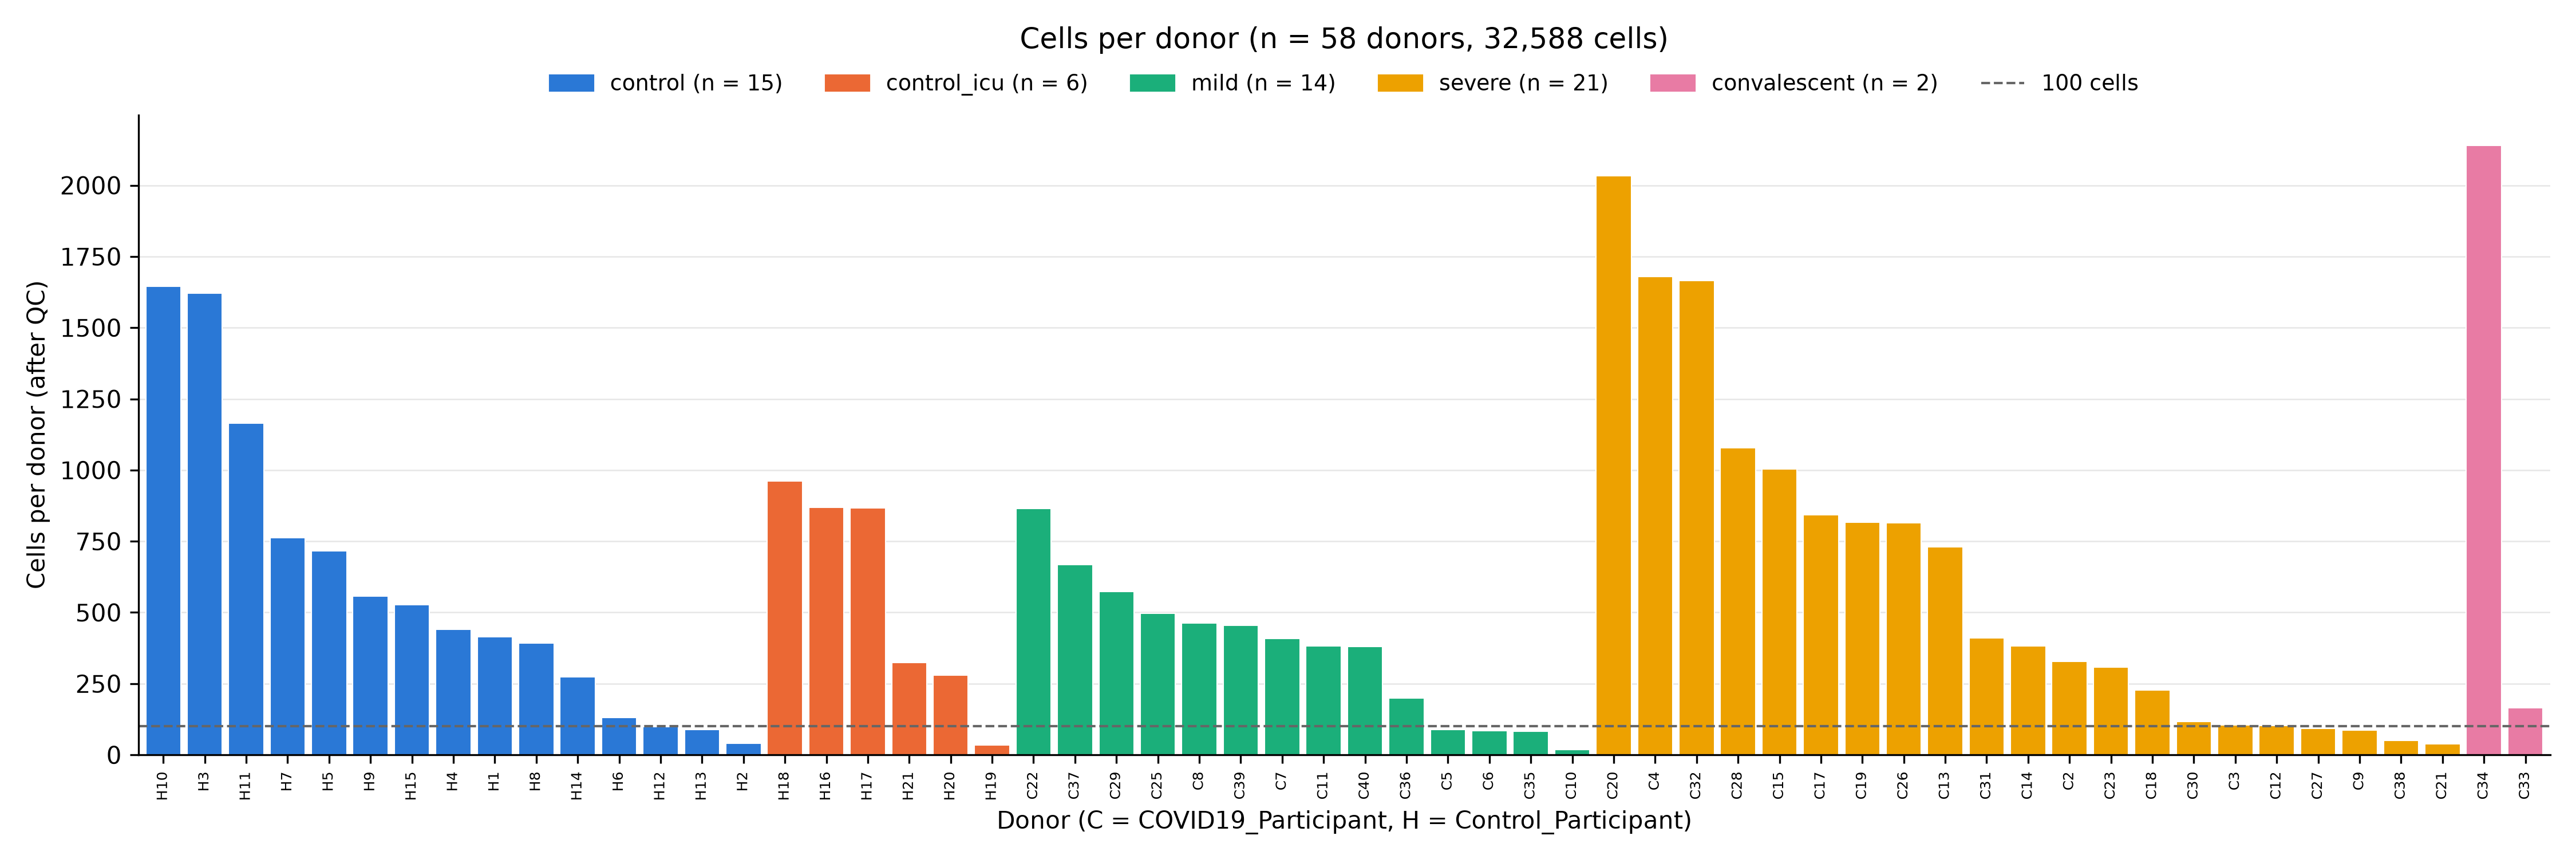 Cells per donor (n = 58 donors, 32,588 cells)
control (n = 15) control_icu (n = 6) mild (n = 14) severe (n = 21) convalescent (n = 2) 100 cells
Cells per donor (after QC)
2000
1750
1500
1250
1000
750
500
250
0
H10 H3 H11 H7 H5 H9 H15 H4 H1 H8 H14 H6 H12 H13 H2 H18 H16 H17 H21 H20 H19 C22 C37 C29 C25 C8 C39 C7 C11 C40 C36 C5 C6 C35 C10 C20 C4 C32 C28 C15 C17 C19 C26 C13 C31 C14 C2 C23 C18 C30 C3 C12 C27 C9 C38 C21 C34 C33
Donor (C = COVID19_Participant, H = Control_Participant)